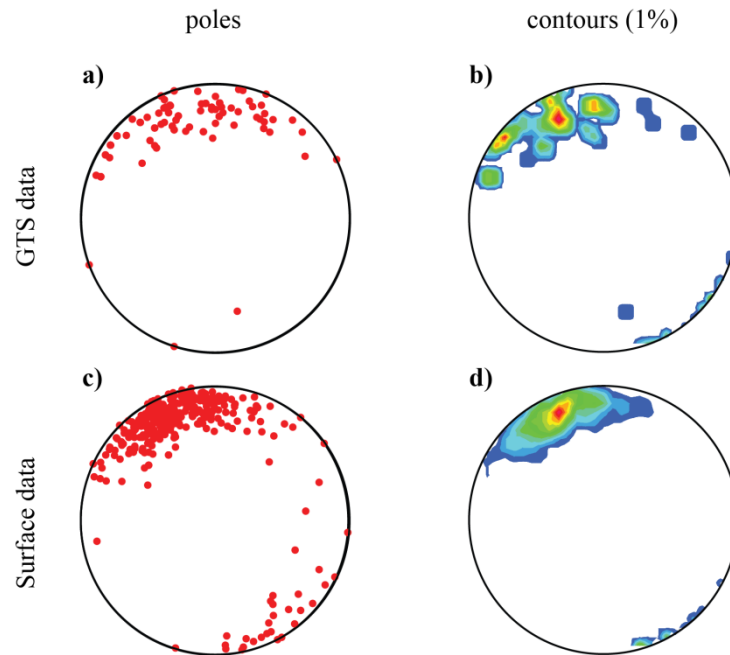 poles
contours (1%)
a)
b)
GTS data
c)
d)
Surface data